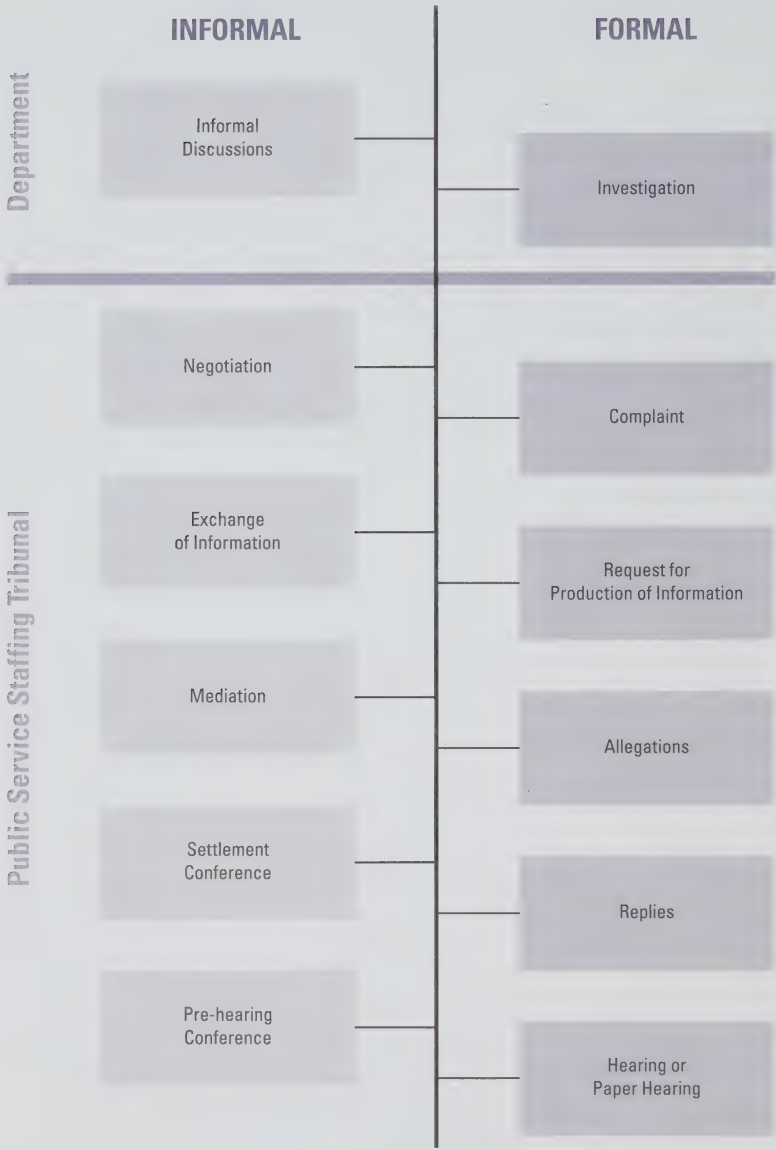 INFORMAL
FORMAL
Department
Informal
Discussions
Investigation
Public Service Staffing Tribunal
Negotiation
Complaint
Exchange
of Information
Request for
Production of Information
Mediation
Allegations
Settlement
Conference
Replies
Pre-hearing
Conference
Hearing or
Paper Hearing